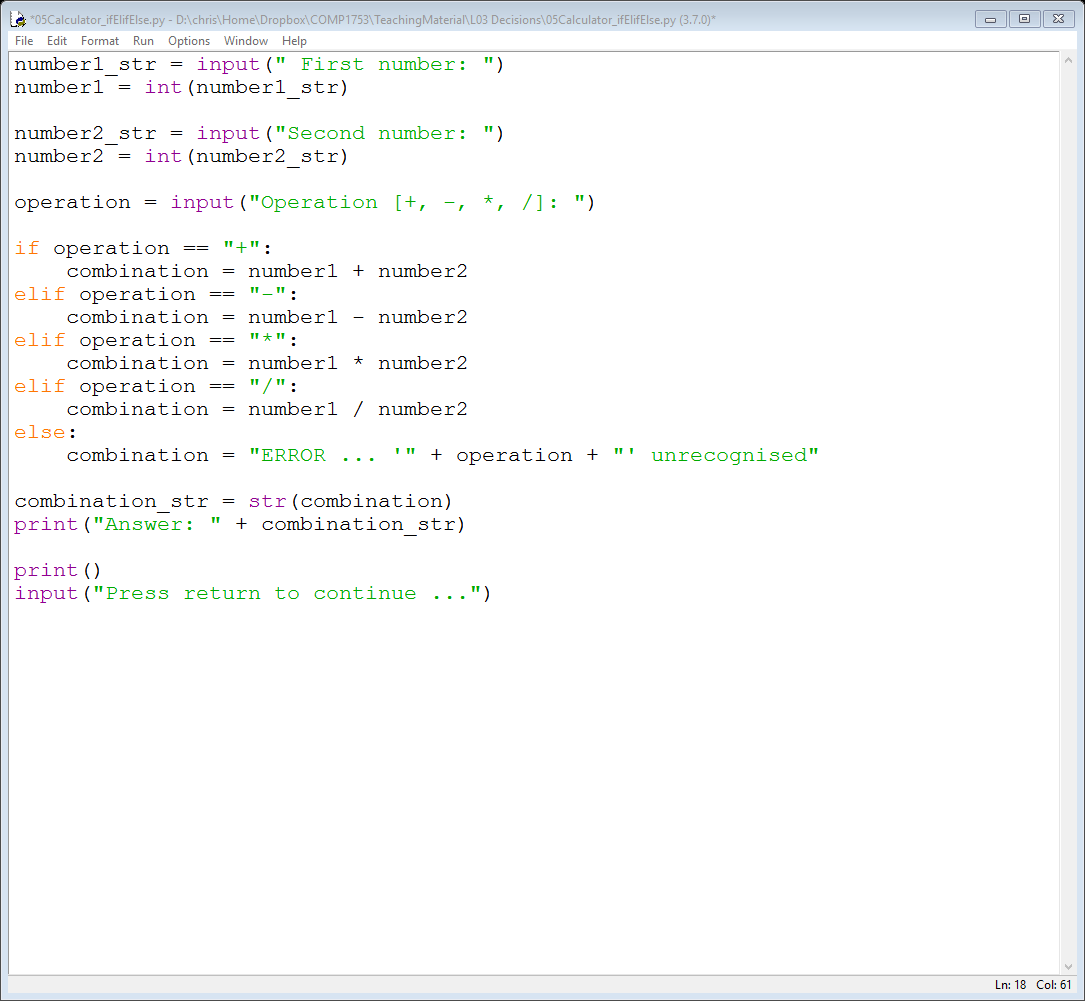 *05Calculator_ifElifElse.py - D:\chris\Home\Dropbox\COMP1753\TeachingMaterial\L03 Decisions\05Calculator_ifElifElse.py (3.7.0)*
File Edit Format Run Options Window Help
number1_str = input(" First number: ")
number1 = int(number1_str)

number2_str = input("Second number: ")
number2 = int(number2_str)

operation = input("Operation [+, -, *, /]: ")

if operation == "+":
    combination = number1 + number2
elif operation == "-":
    combination = number1 - number2
elif operation == "*":
    combination = number1 * number2
elif operation == "/":
    combination = number1 / number2
else:
    combination = "ERROR ... '" + operation + "' unrecognised"

combination_str = str(combination)
print("Answer: " + combination_str)

print()
input("Press return to continue ...")
Ln: 18 Col: 61